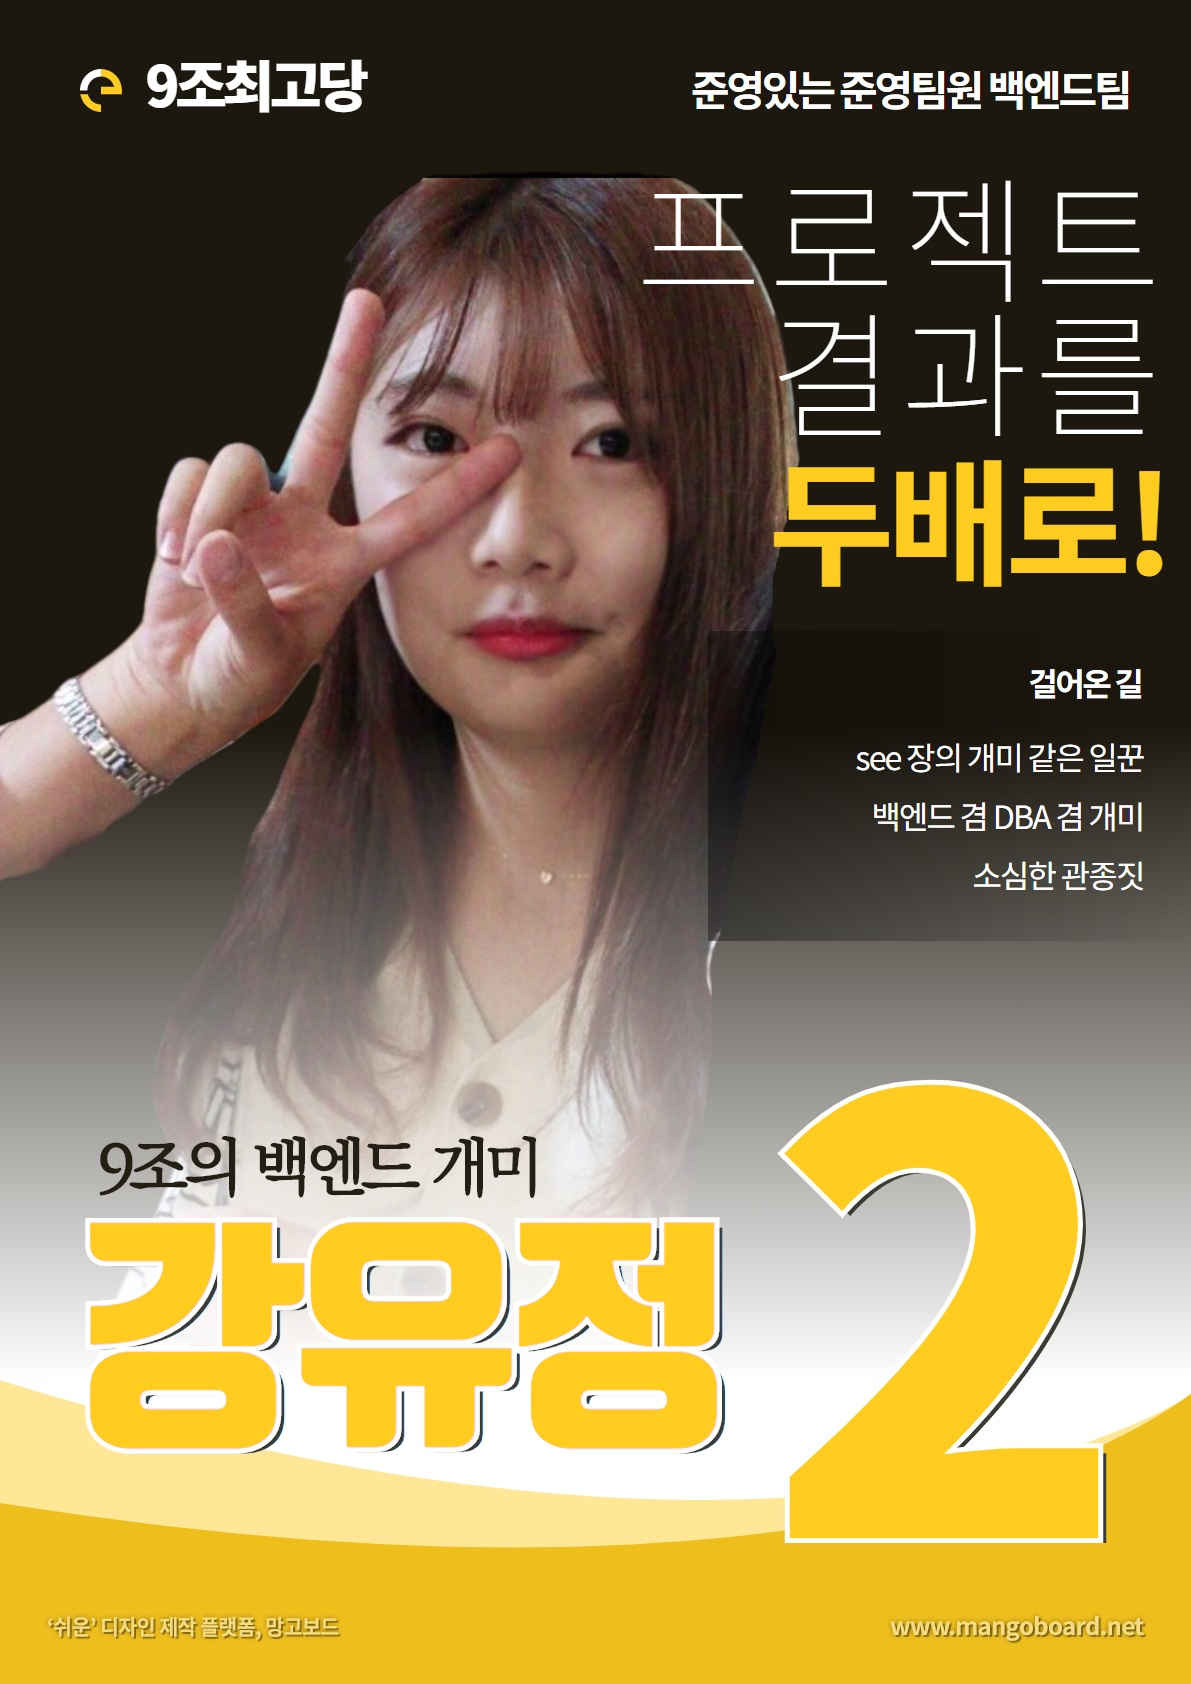 9조최고당
준영있는 준영팀원 백엔드팀
프로젝트
결과를
두배로!
걸어온 길
see 장의 개미 같은 일꾼
백엔드 겸 DBA 겸 개미
소심한 관종짓
9조의 백엔드 개미
강유정
2
‘쉬운’ 디자인 제작 플랫폼, 망고보드
www.mangoboard.net